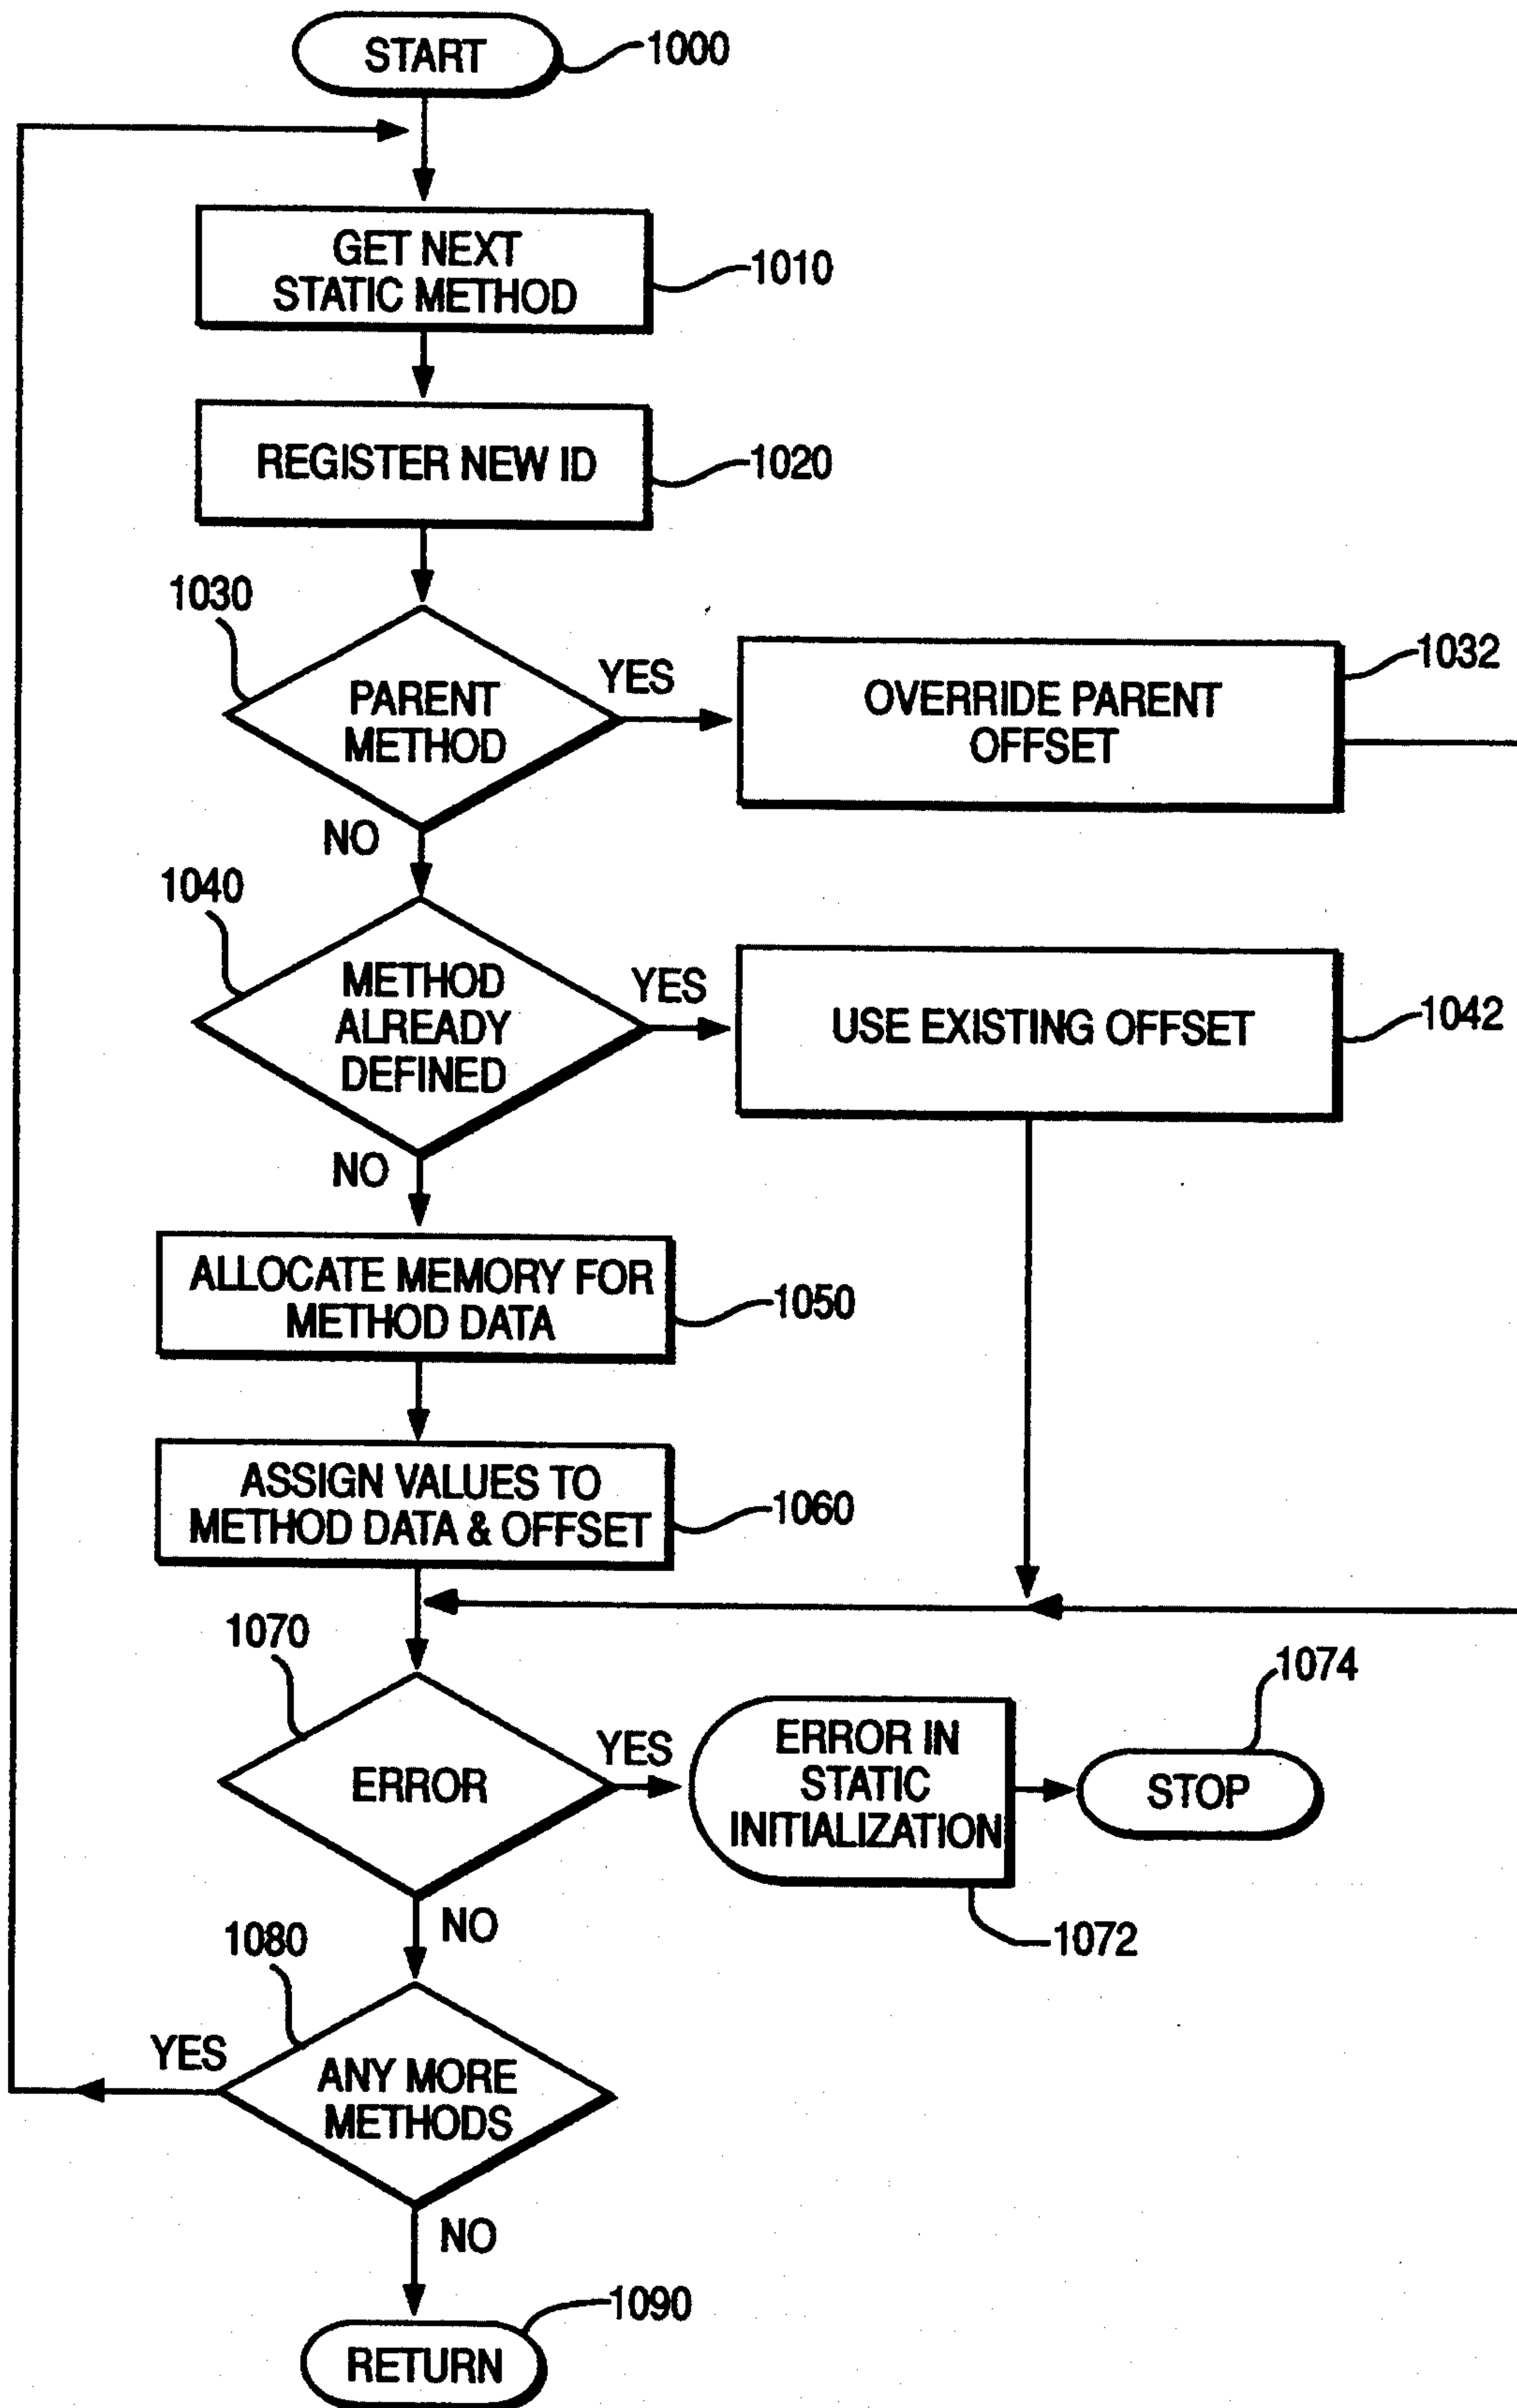 START
1000
GET NEXT
STATIC METHOD
1010
REGISTER NEW ID
1020
1030
PARENT
METHOD
YES
OVERRIDE PARENT
OFFSET
1032
NO
1040
METHOD
ALREADY
DEFINED
YES
USE EXISTING OFFSET
1042
NO
ALLOCATE MEMORY FOR
METHOD DATA
1050
ASSIGN VALUES TO
METHOD DATA & OFFSET
1060
1070
ERROR
YES
ERROR IN
STATIC
INITIALIZATION
1072
STOP
1074
NO
1080
ANY MORE
METHODS
YES
NO
RETURN
1090